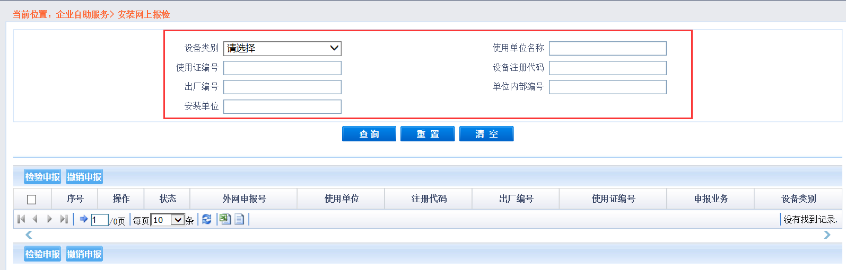 当前位置：企业自助服务> 安装网上报检
设备类别 请选择 使用单位名称
使用证编号 设备注册代码
出厂编号 单位内部编号
安装单位
查 询 重 置 清 空
检验申报 撤销申报
序号 操作 状态 外网申报号 使用单位 注册代码 出厂编号 使用证编号 申报业务 设备类别
1 /0页 每页 10 条 没有找到记录.
检验申报 撤销申报